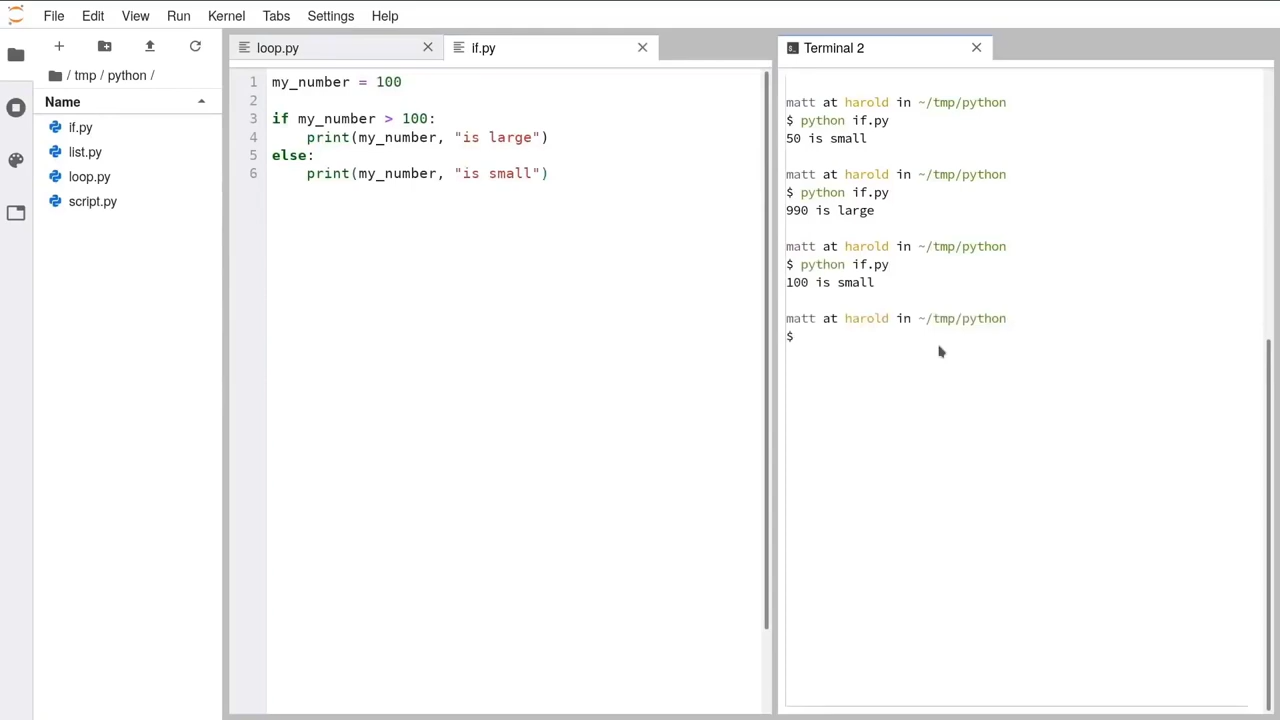 File Edit View Run Kernel Tabs Settings Help
/ tmp / python /
Name
if.py
list.py
loop.py
script.py
loop.py
if.py
1 my_number = 100
2
3 if my_number > 100:
4     print(my_number, "is large")
5 else:
6     print(my_number, "is small")
Terminal 2
matt at harold in ~/tmp/python
$ python if.py
50 is small
matt at harold in ~/tmp/python
$ python if.py
990 is large
matt at harold in ~/tmp/python
$ python if.py
100 is small
matt at harold in ~/tmp/python
$